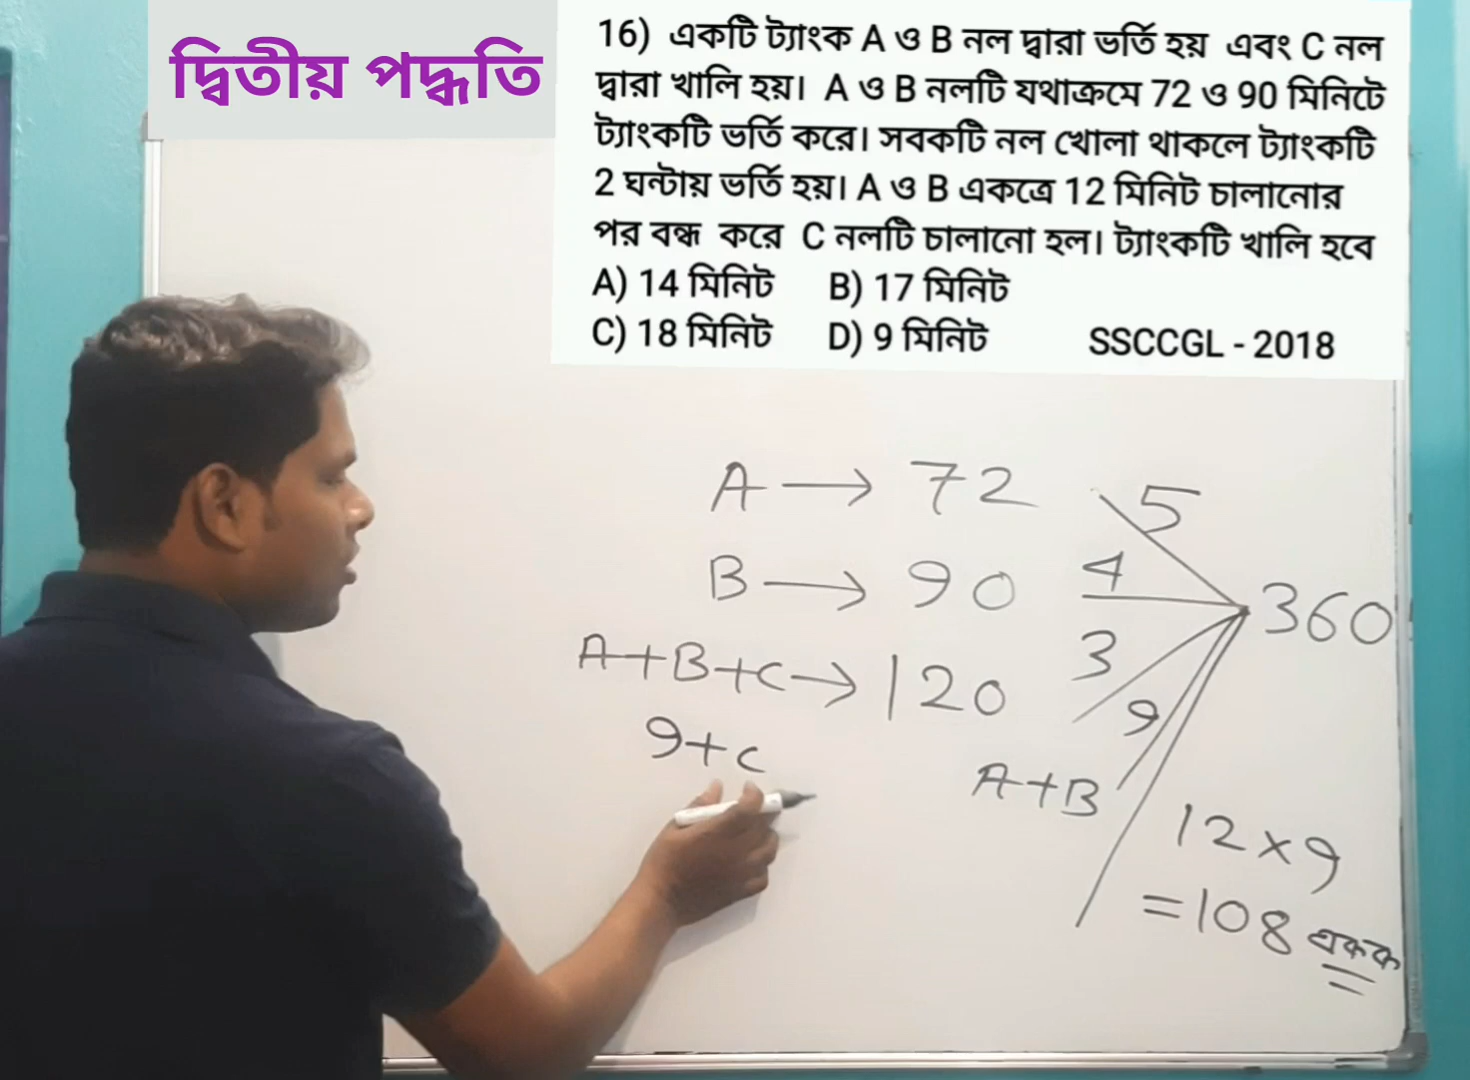 দ্বিতীয় পদ্ধতি
16) একটি ট্যাংক A ও B নল দ্বারা ভর্তি হয় এবং C নল
দ্বারা খালি হয়। A ও B নলটি যথাক্রমে 72 ও 90 মিনিটে
ট্যাংকটি ভর্তি করে। সবকটি নল খোলা থাকলে ট্যাংকটি
2 ঘন্টায় ভর্তি হয়। A ও B একত্রে 12 মিনিট চালানোর
পর বন্ধ করে C নলটি চালানো হল। ট্যাংকটি খালি হবে
A) 14 মিনিট B) 17 মিনিট
C) 18 মিনিট D) 9 মিনিট SSCCGL - 2018
A → 72 5
B → 90 4 360
A+B+C → 120 3
9+C 9
A+B 12×9
=108 একক